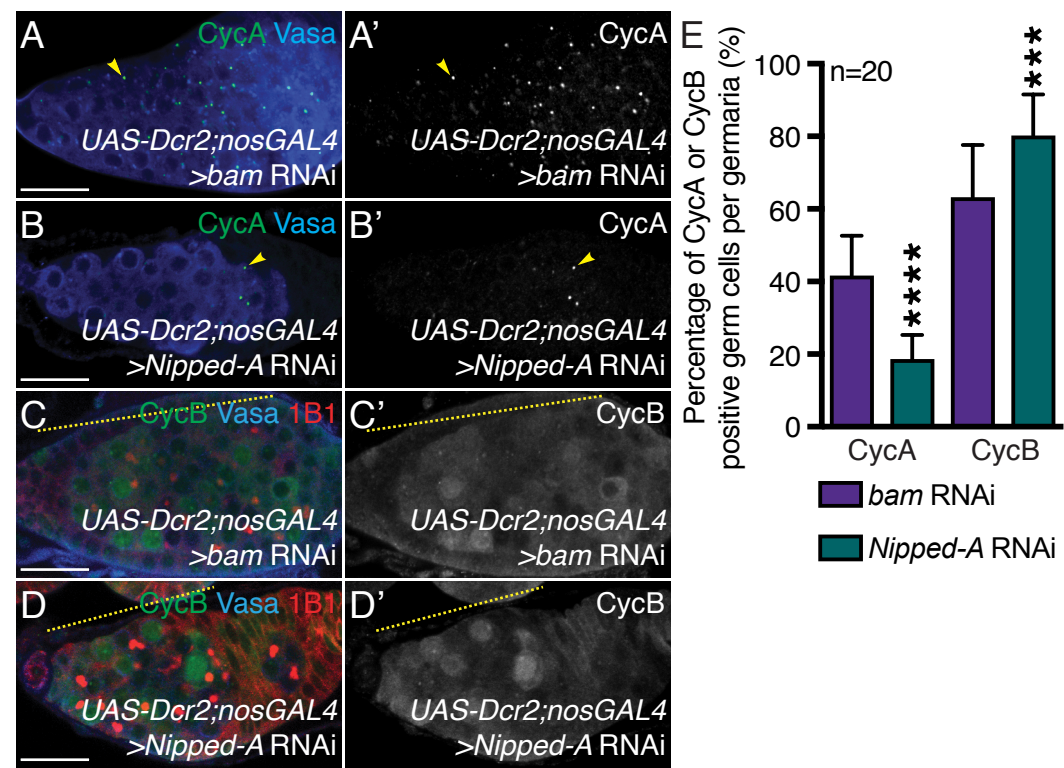 A CycA Vasa
UAS-Dcr2;nosGAL4
>bam RNAi
A' CycA
UAS-Dcr2;nosGAL4
>bam RNAi
B CycA Vasa
UAS-Dcr2;nosGAL4
>Nipped-A RNAi
B' CycA
UAS-Dcr2;nosGAL4
>Nipped-A RNAi
C CycB Vasa 1B1
UAS-Dcr2;nosGAL4
>bam RNAi
C' CycB
UAS-Dcr2;nosGAL4
>bam RNAi
D CycB Vasa 1B1
UAS-Dcr2;nosGAL4
>Nipped-A RNAi
D' CycB
UAS-Dcr2;nosGAL4
>Nipped-A RNAi
E
Percentage of CycA or CycB
positive germ cells per germaria (%)
100
80
60
40
20
0
n=20
****
***
CycA CycB
bam RNAi
Nipped-A RNAi